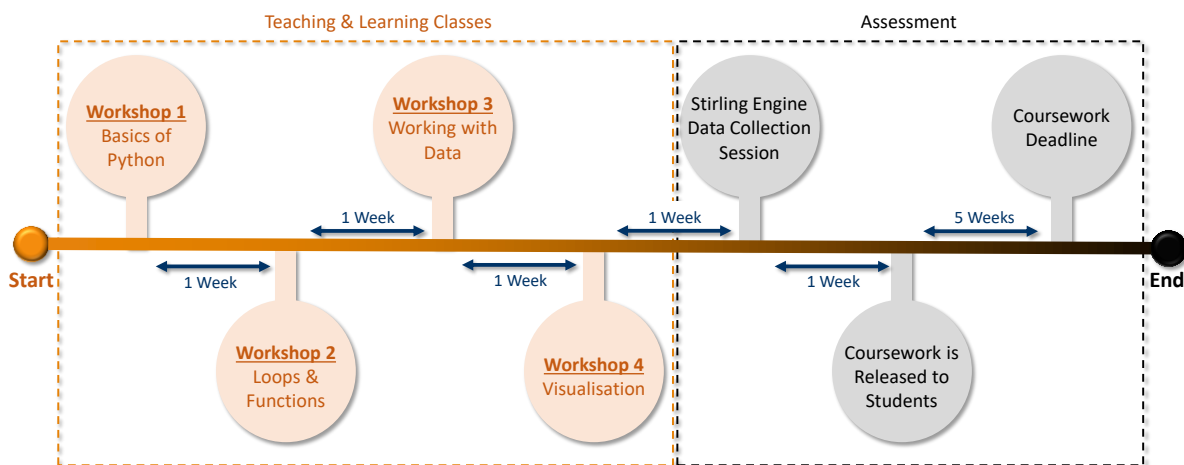 Teaching & Learning Classes
Assessment
Workshop 1
Basics of
Python
Workshop 3
Working with
Data
Stirling Engine
Data Collection
Session
Coursework
Deadline
1 Week
1 Week
5 Weeks
Start
1 Week
1 Week
1 Week
End
Workshop 2
Loops &
Functions
Workshop 4
Visualisation
Coursework is
Released to
Students